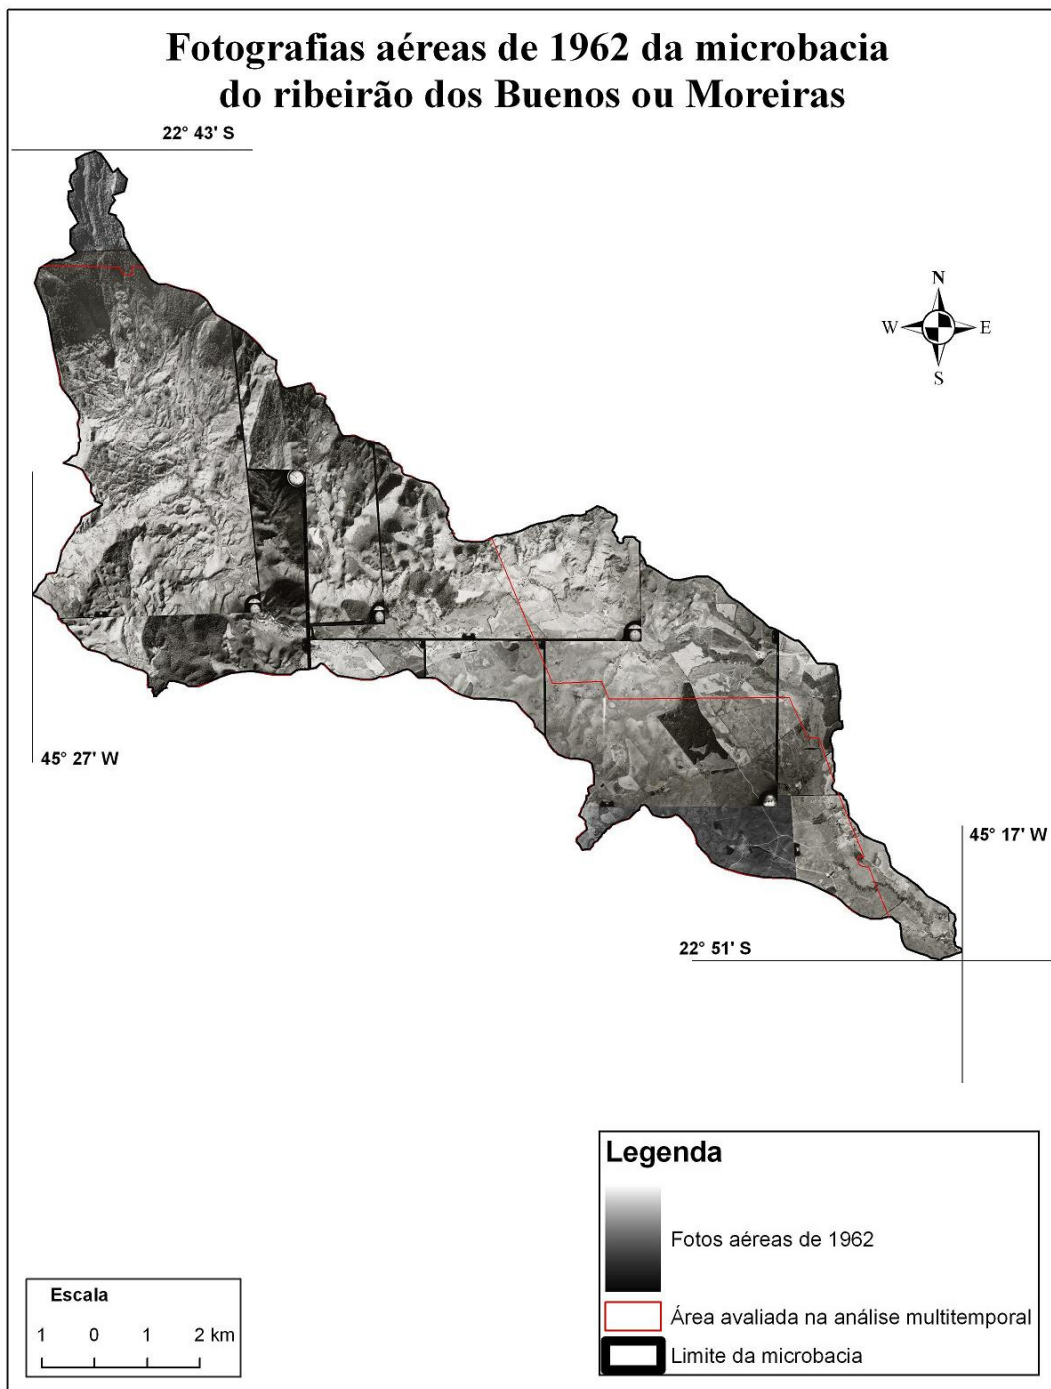 Fotografias aéreas de 1962 da microbacia
do ribeirão dos Buenos ou Moreiras
22° 43' S
N
W E
S
45° 27' W
45° 17' W
22° 51' S
Legenda
Fotos aéreas de 1962
Área avaliada na análise multitemporal
Limite da microbacia
Escala
1 0 1 2 km